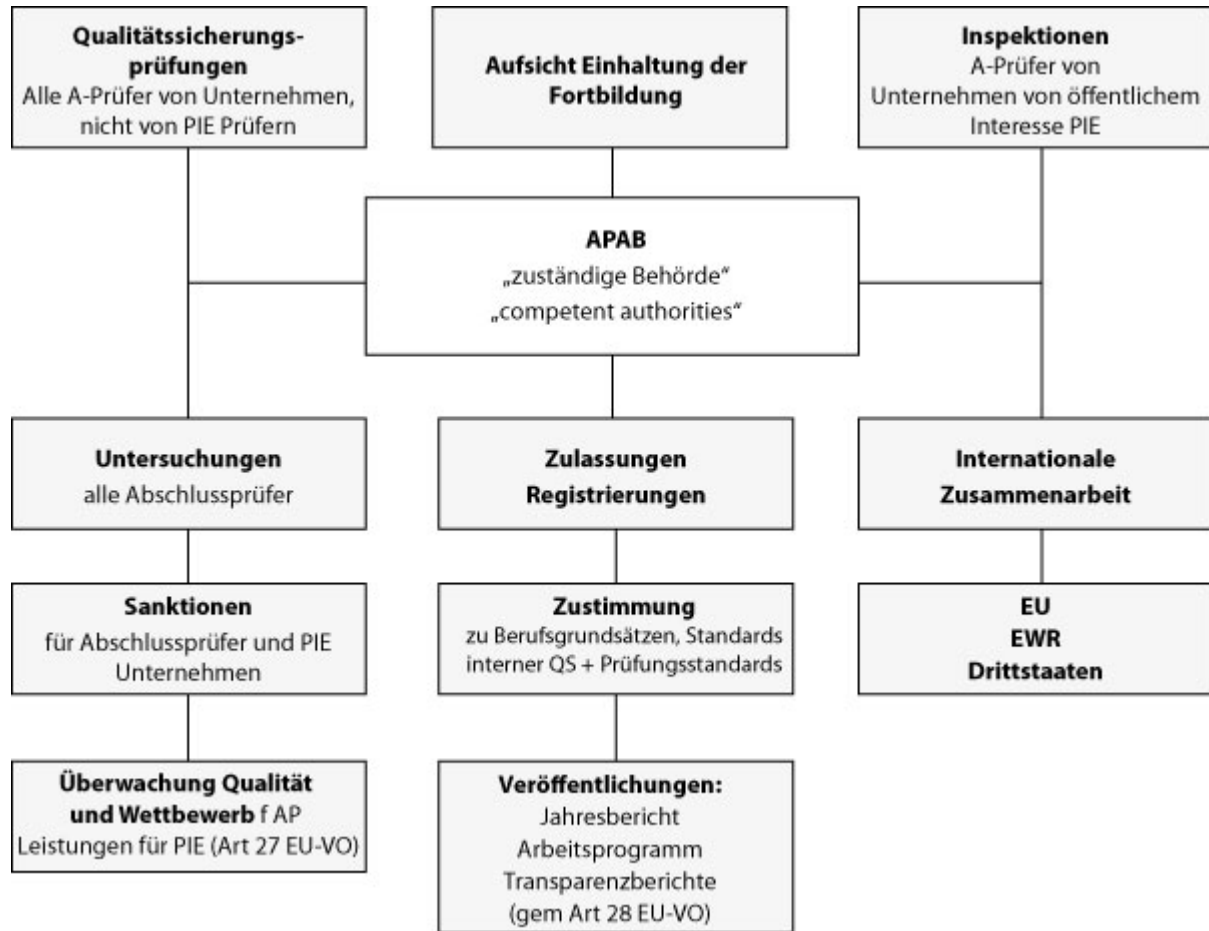 Qualitätssicherungs-
prüfungen
Alle A-Prüfer von Unternehmen,
nicht von PIE Prüfern
Aufsicht Einhaltung der
Fortbildung
Inspektionen
A-Prüfer von
Unternehmen von öffentlichem
Interesse PIE
APAB
„zuständige Behörde“
„competent authorities“
Untersuchungen
alle Abschlussprüfer
Zulassungen
Registrierungen
Internationale
Zusammenarbeit
Sanktionen
für Abschlussprüfer und PIE
Unternehmen
Zustimmung
zu Berufsgrundsätzen, Standards
interner QS + Prüfungsstandards
EU
EWR
Drittstaaten
Überwachung Qualität
und Wettbewerb f AP
Leistungen für PIE (Art 27 EU-VO)
Veröffentlichungen:
Jahresbericht
Arbeitsprogramm
Transparenzberichte
(gem Art 28 EU-VO)